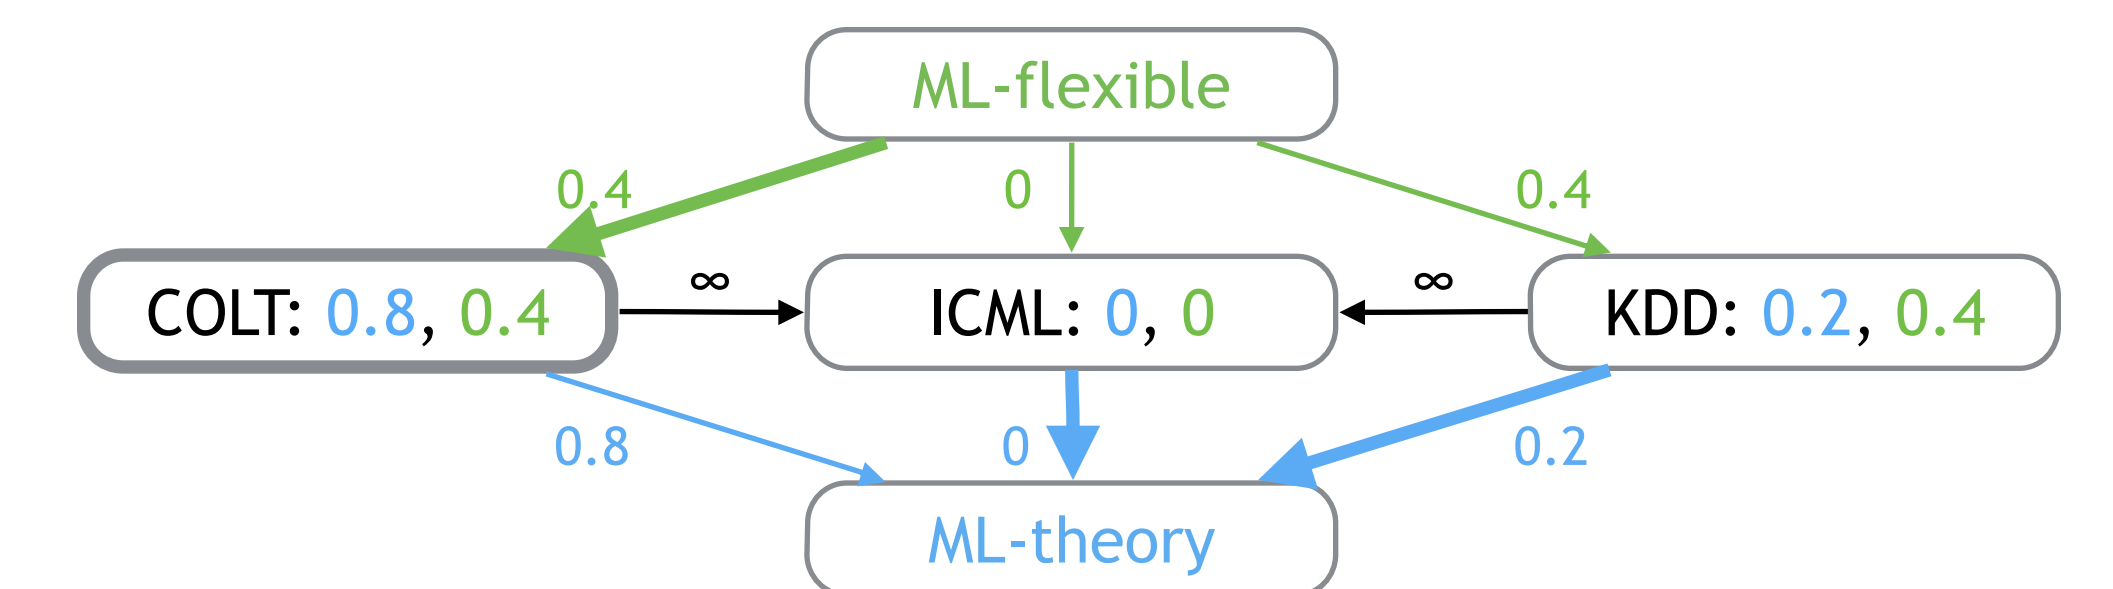 ML-flexible
0.4
0
0.4
COLT: 0.8, 0.4
∞
ICML: 0, 0
∞
KDD: 0.2, 0.4
0.8
0
0.2
ML-theory